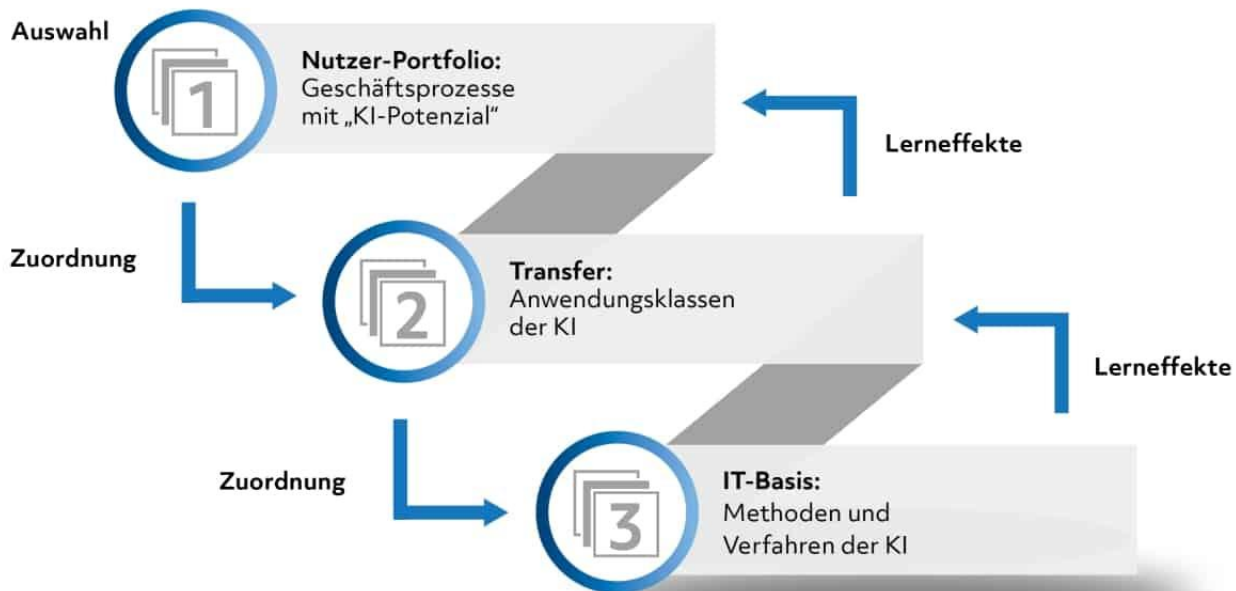 Auswahl
1
Nutzer-Portfolio:
Geschäftsprozesse
mit „KI-Potenzial“
Lerneffekte
Zuordnung
2
Transfer:
Anwendungsklassen
der KI
Lerneffekte
Zuordnung
3
IT-Basis:
Methoden und
Verfahren der KI